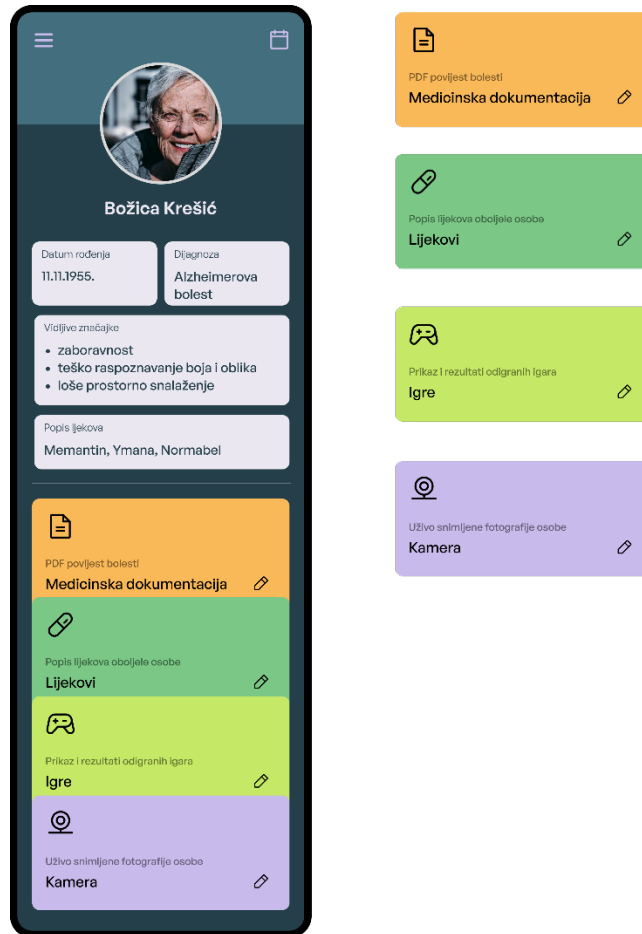 Božica Krešić
Datum rođenja
11.11.1955.
Dijagnoza
Alzheimerova
bolest
Vidljive značajke
• zaboravnost
• teško raspoznavanje boja i oblika
• loše prostorno snalaženje
Popis ljekova
Memantin, Ymana, Normabel
PDF povijest bolesti
Medicinska dokumentacija
Popis lijekova oboljele osobe
Lijekovi
Prikaz i rezultati odigranih igara
Igre
Uživo snimljene fotografije osobe
Kamera
PDF povijest bolesti
Medicinska dokumentacija
Popis lijekova oboljele osobe
Lijekovi
Prikaz i rezultati odigranih igara
Igre
Uživo snimljene fotografije osobe
Kamera